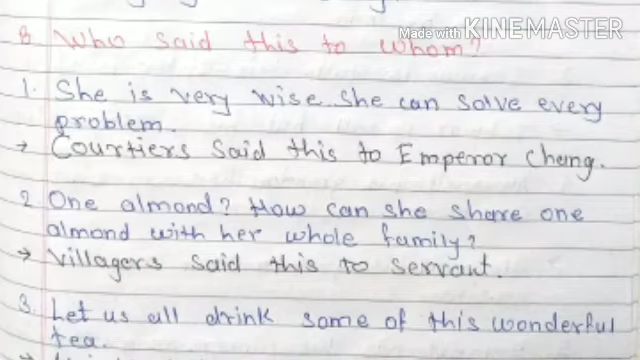 Made with KINEMASTER
B Who said this to whom?
1. She is very wise she can solve every
problem.
→ Courtiers said this to Emperor Cheng.
2. One almond? How can she share one
almond with her whole family?
→ Villagers said this to servant.
3. Let us all drink some of this wonderful
tea.